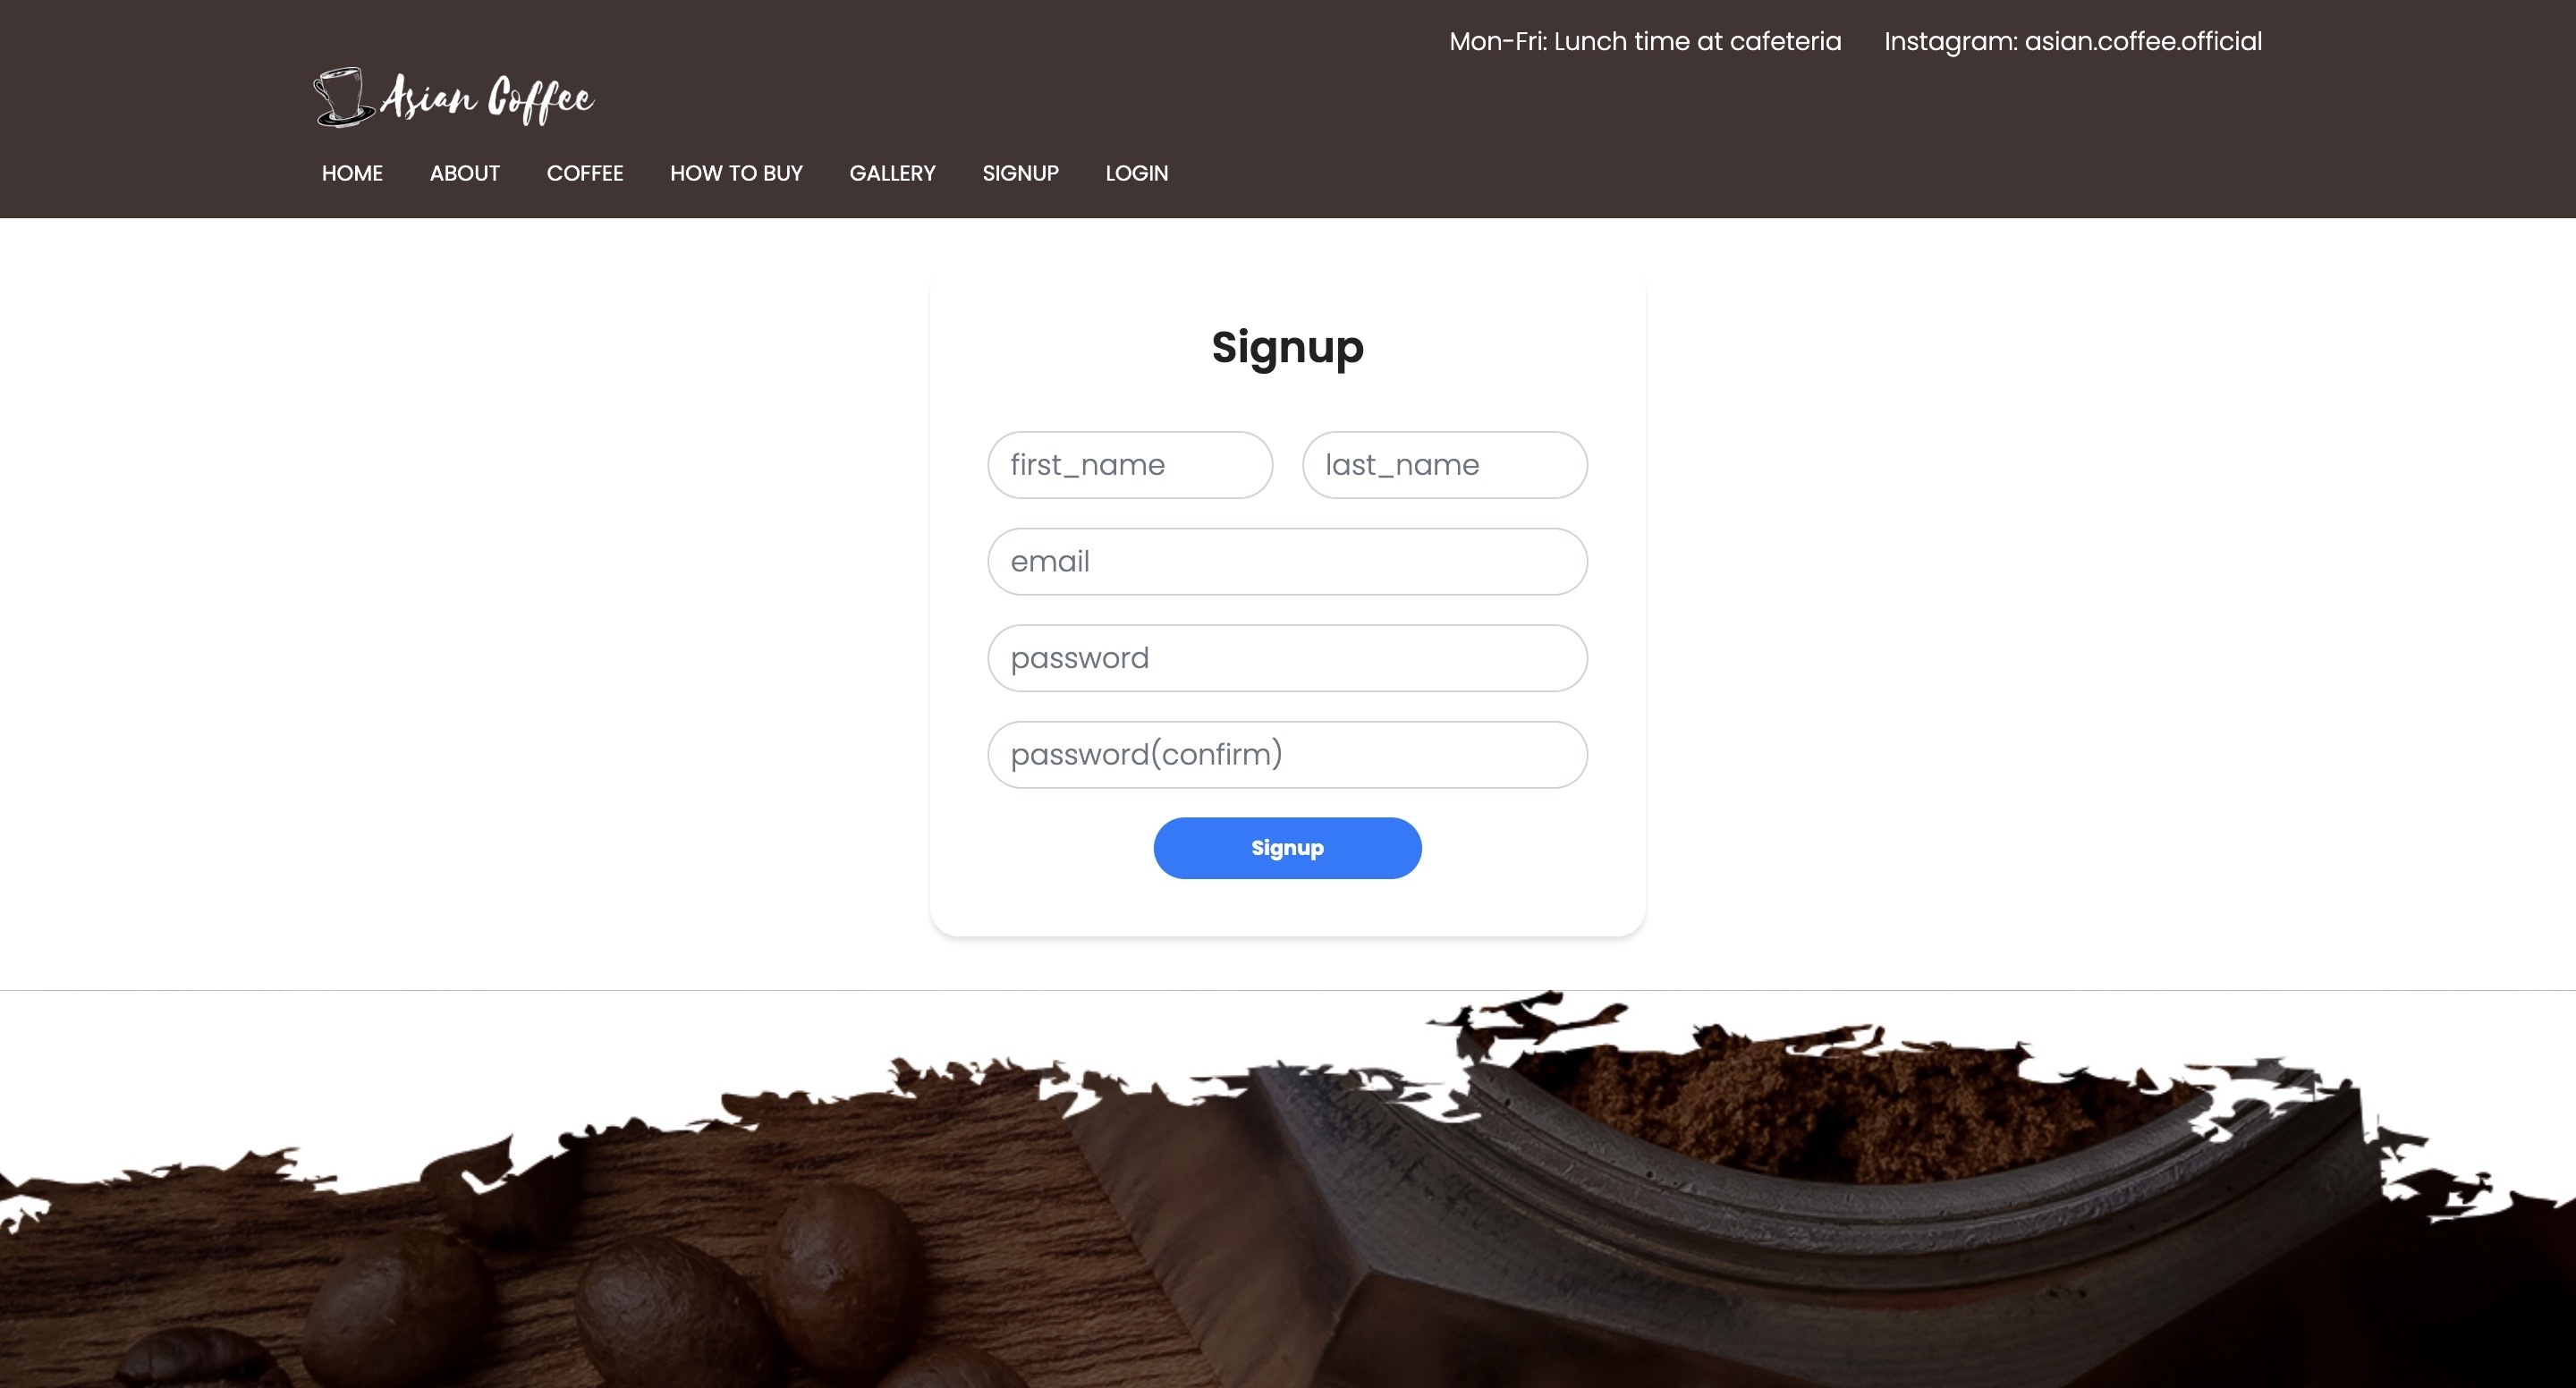 Mon-Fri: Lunch time at cafeteria Instagram: asian.coffee.official
Asian Coffee
HOME ABOUT COFFEE HOW TO BUY GALLERY SIGNUP LOGIN
Signup
first_name last_name
email
password
password(confirm)
Signup